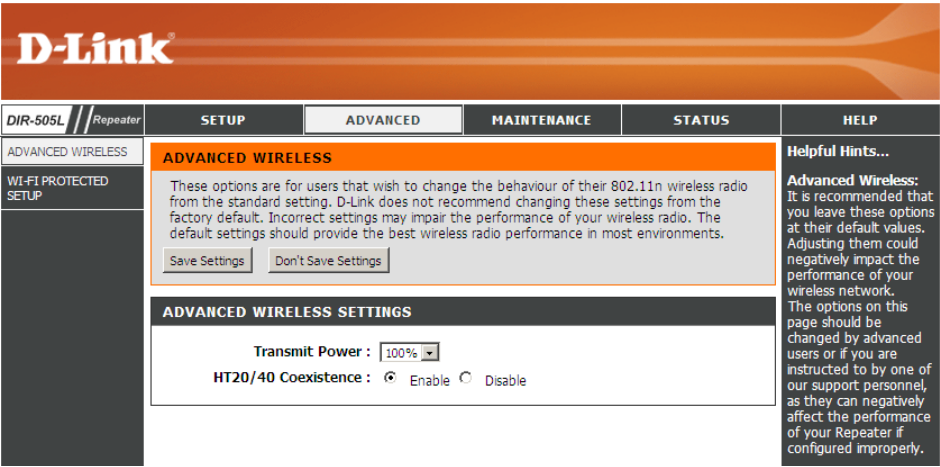 D-Link®
DIR-505L // Repeater
SETUP
ADVANCED
MAINTENANCE
STATUS
HELP
ADVANCED WIRELESS
WI-FI PROTECTED
SETUP
ADVANCED WIRELESS
These options are for users that wish to change the behaviour of their 802.11n wireless radio
from the standard setting. D-Link does not recommend changing these settings from the
factory default. Incorrect settings may impair the performance of your wireless radio. The
default settings should provide the best wireless radio performance in most environments.
Save Settings
Don't Save Settings
ADVANCED WIRELESS SETTINGS
Transmit Power : 100%
HT20/40 Coexistence : Enable Disable
Helpful Hints...
Advanced Wireless:
It is recommended that
you leave these options
at their default values.
Adjusting them could
negatively impact the
performance of your
wireless network.
The options on this
page should be
changed by advanced
users or if you are
instructed to by one of
our support personnel,
as they can negatively
affect the performance
of your Repeater if
configured improperly.